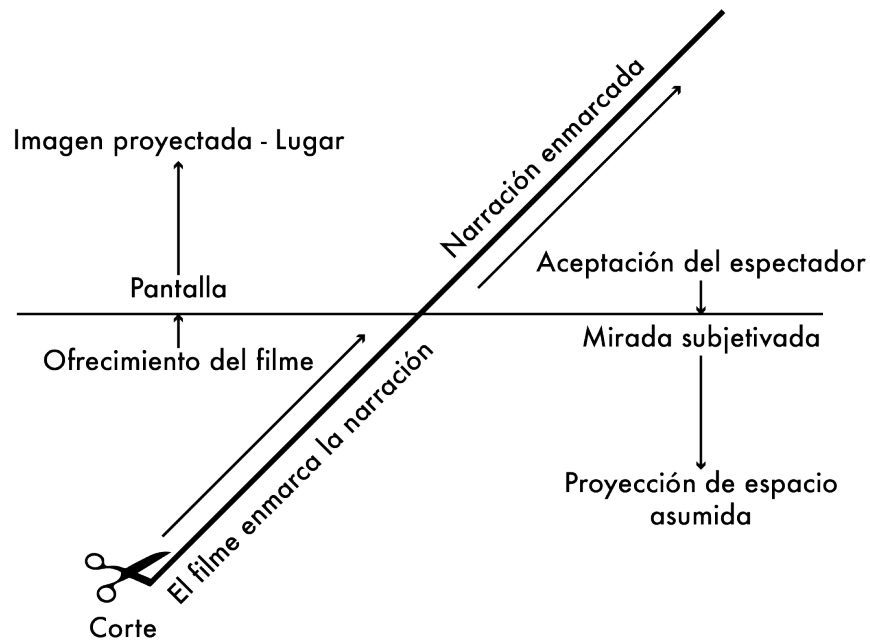 Narración enmarcada
Imagen proyectada - Lugar
Aceptación del espectador
Pantalla
Mirada subjetivada
Ofrecimiento del filme
El filme enmarca la narración
Proyección de espacio
asumida
Corte